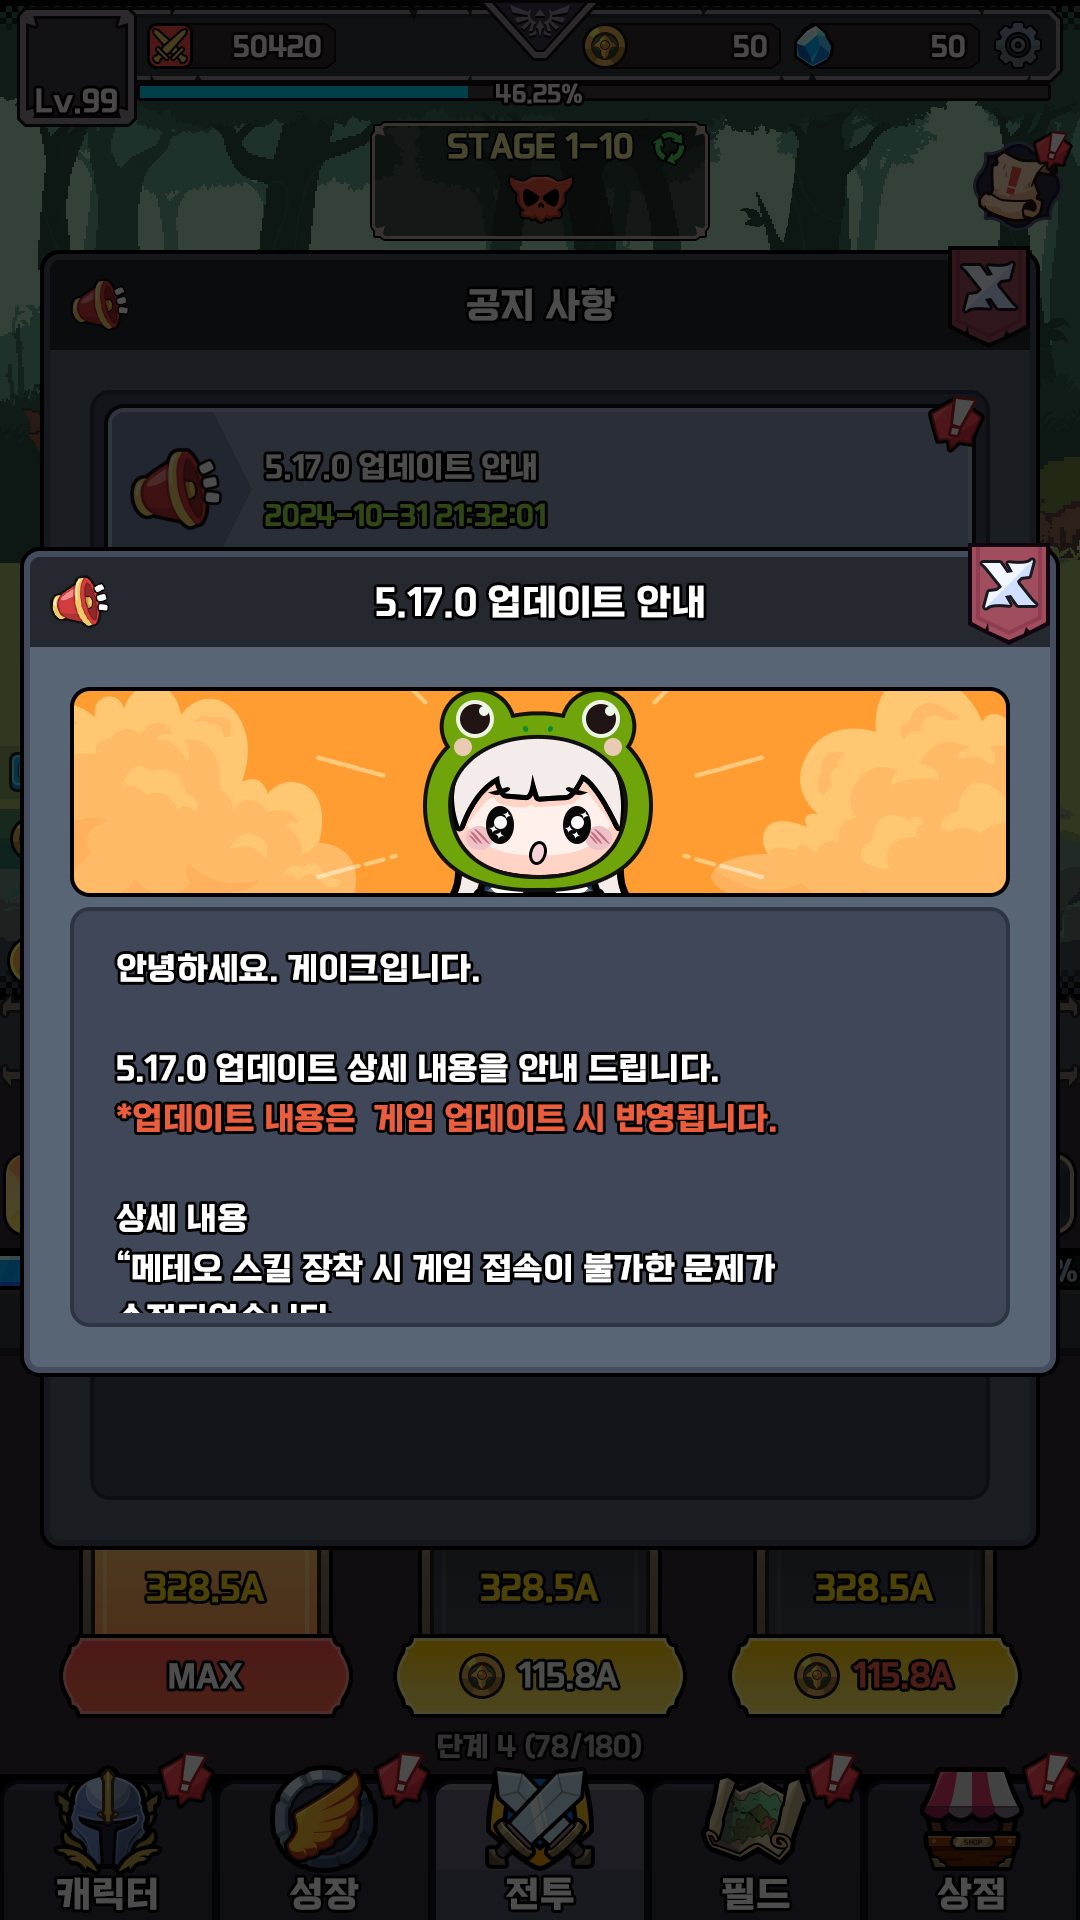 50420
50
50
Lv.99
46.25%
STAGE 1-10
공지 사항
5.17.0 업데이트 안내
2024-10-31 21:32:01
5.17.0 업데이트 안내
안녕하세요. 게이크입니다.
5.17.0 업데이트 상세 내용을 안내 드립니다.
*업데이트 내용은 게임 업데이트 시 반영됩니다.
상세 내용
“메테오 스킬 장착 시 게임 접속이 불가한 문제가
%
328.5A
328.5A
328.5A
MAX
115.8A
115.8A
단계 4 (78/180)
SHOP
캐릭터
성장
전투
필드
상점